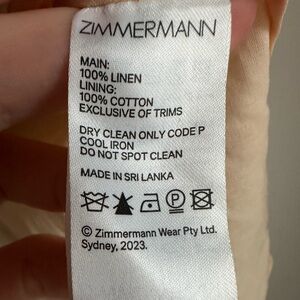 ZIMMERMANN
MAIN:
100% LINEN
LINING:
100% COTTON
EXCLUSIVE OF TRIMS
DRY CLEAN ONLY CODE P
COOL IRON
DO NOT SPOT CLEAN
MADE IN SRI LANKA
P
© Zimmermann Wear Pty Ltd.
Sydney, 2023.